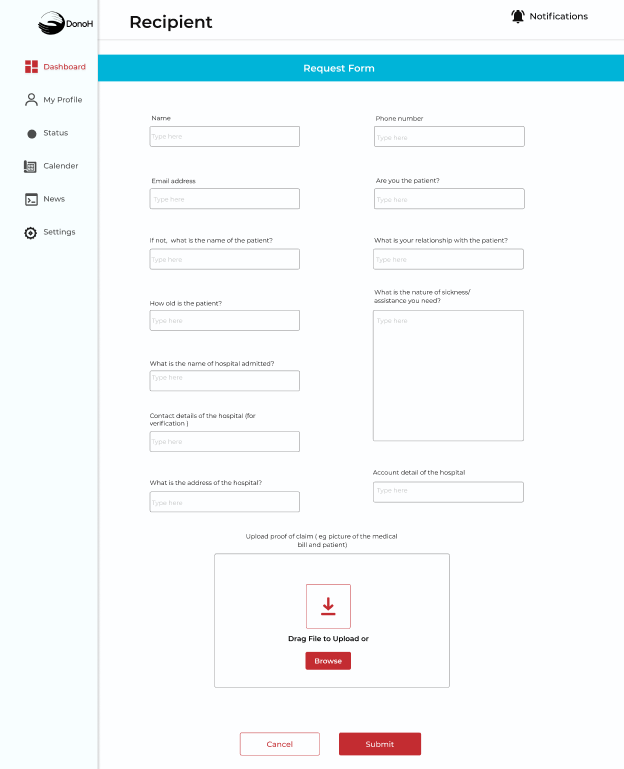 DonoH
Recipient
Notifications
Dashboard
My Profile
Status
Calender
News
Settings
Request Form
Name
Type here
Phone number
Type here
Email address
Type here
Are you the patient?
Type here
If not,  what is the name of the patient?
Type here
What is your relationship with the patient?
Type here
How old is the patient?
Type here
What is the nature of sickness/
assistance you need?
Type here
What is the name of hospital admitted?
Type here
Contact details of the hospital (for
verification )
Type here
What is the address of the hospital?
Type here
Account detail of the hospital
Type here
Upload proof of claim ( eg picture of the medical
bill and patient)
Drag File to Upload or
Browse
Cancel
Submit